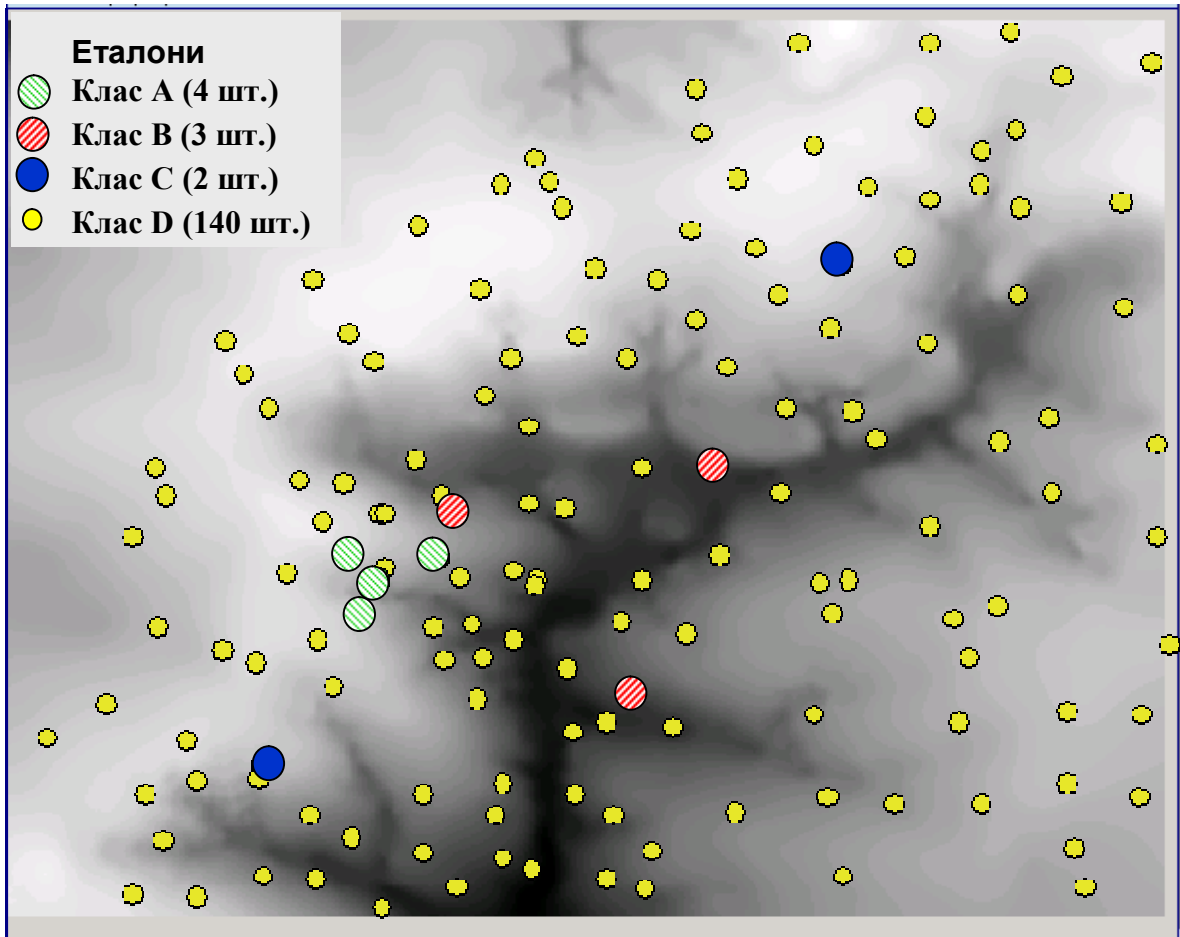 Еталони
Клас A (4 шт.)
Клас B (3 шт.)
Клас C (2 шт.)
Клас D (140 шт.)